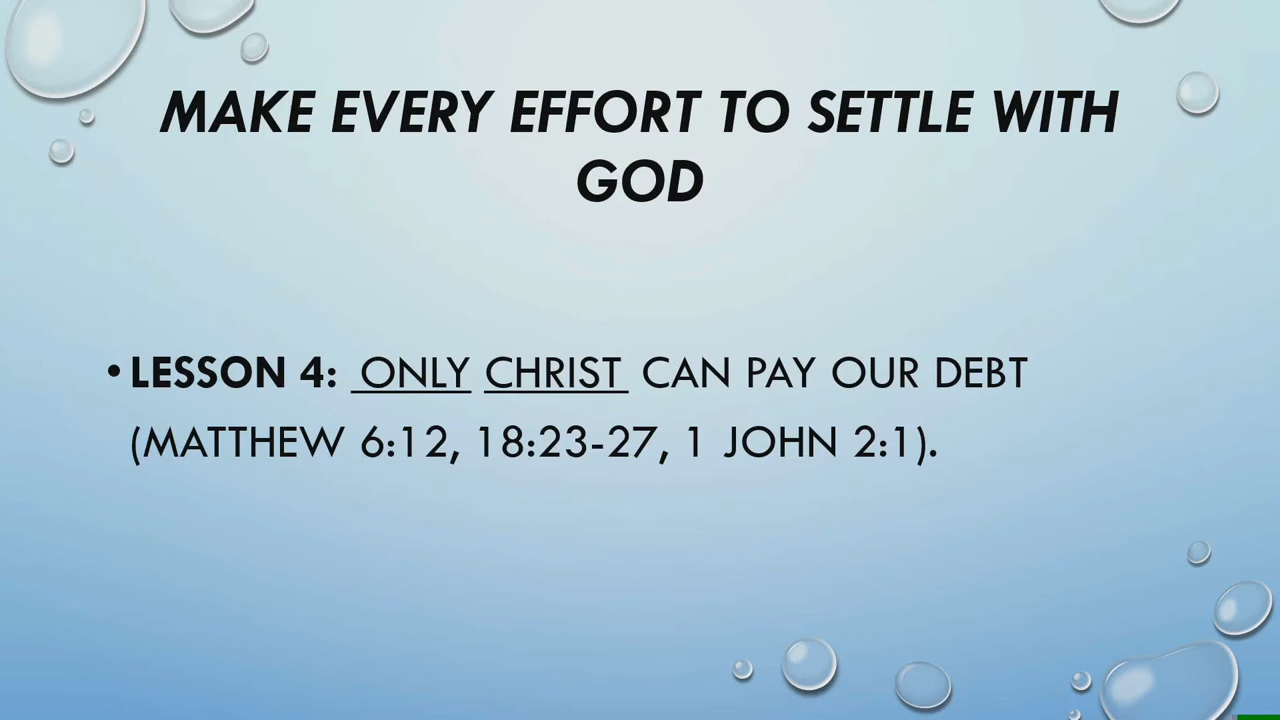 MAKE EVERY EFFORT TO SETTLE WITH
GOD
• LESSON 4: ONLY CHRIST CAN PAY OUR DEBT
(MATTHEW 6:12, 18:23-27, 1 JOHN 2:1).